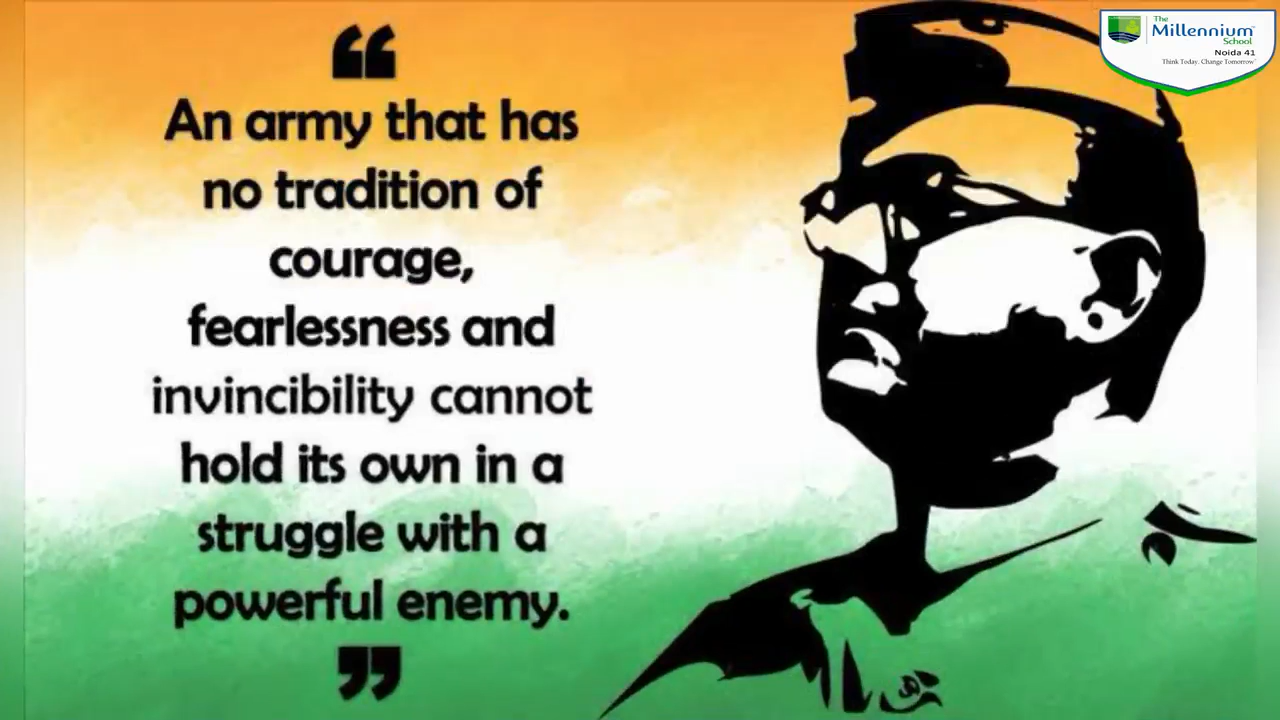 “
An army that has
no tradition of
courage,
fearlessness and
invincibility cannot
hold its own in a
struggle with a
powerful enemy.
”
The
Millennium
School
Noida 41
Think Today. Change Tomorrow